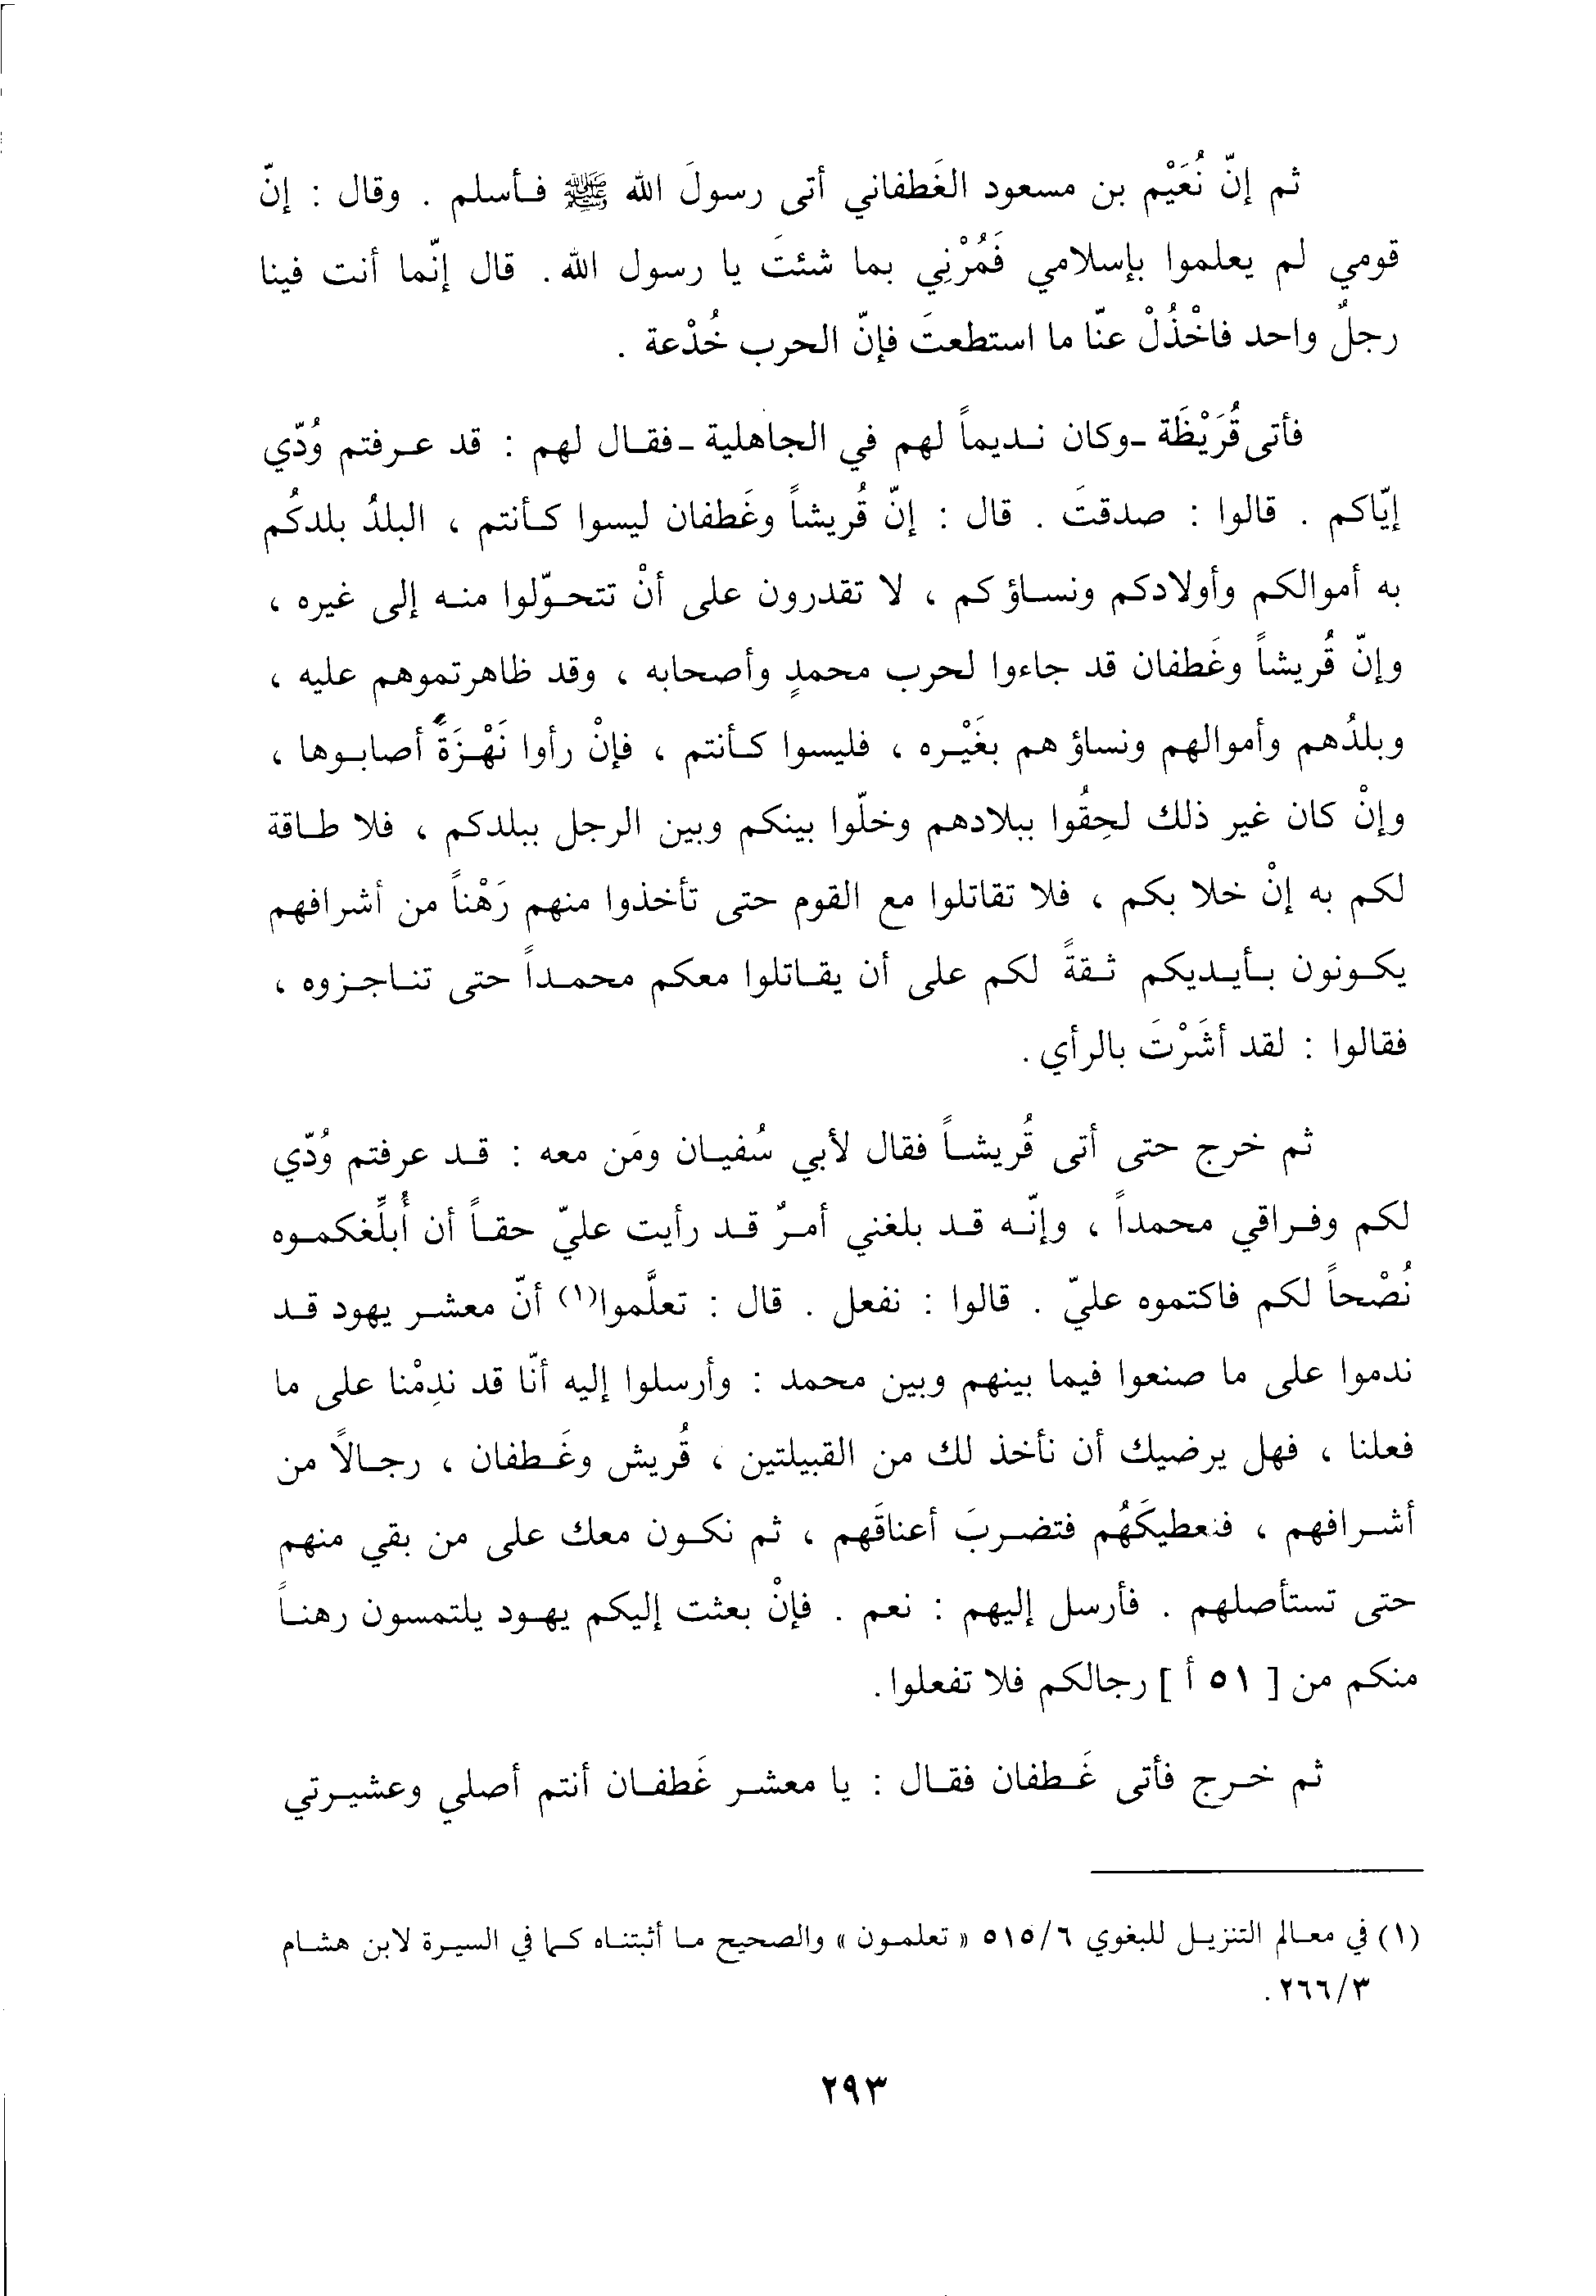 ثم إنّ نُعَيْم بن مسعود الغَطفاني أتى رسولَ الله ﷺ فأسلم . وقال : إنّ
قومي لم يعلموا بإسلامي فَمُرْنِي بما شئتَ يا رسول الله. قال إنّما أنت فينا
رجلٌ واحد فاخْذُلْ عنّا ما استطعتَ فإنّ الحرب خُدْعة .
فأتى قُرَيْظَة ـ وكان نديماً لهم في الجاهلية ـ فقال لهم : قد عرفتم وُدّي
إيّاكم . قالوا : صدقتَ . قال : إنّ قُريشاً وغَطفان ليسوا كأنتم ، البلدُ بلدكُم
به أموالكم وأولادكم ونساؤكم ، لا تقدرون على أنْ تتحوّلوا منه إلى غيره ،
وإنّ قُريشاً وغَطفان قد جاءوا لحرب محمدٍ وأصحابه ، وقد ظاهرتموهم عليه ،
وبلدُهم وأموالهم ونساؤهم بغَيْره ، فليسوا كأنتم ، فإنْ رأوا نَهْزَةً أصابوها ،
وإنْ كان غير ذلك لحِقُوا ببلادهم وخلّوا بينكم وبين الرجل ببلدكم ، فلا طاقة
لكم به إنْ خلا بكم ، فلا تقاتلوا مع القوم حتى تأخذوا منهم رَهْناً من أشرافهم
يكونون بأيديكم ثقةً لكم على أن يقاتلوا معكم محمداً حتى تناجزوه ،
فقالوا : لقد أشَرْتَ بالرأي .
ثم خرج حتى أتى قُريشاً فقال لأبي سُفيان ومَن معه : قد عرفتم وُدّي
لكم وفراقي محمداً ، وإنّه قد بلغني أمرٌ قد رأيت عليّ حقاً أن أُبلِّغكموه
نُصْحاً لكم فاكتموه عليّ . قالوا : نفعل . قال : تعلَّموا(١) أنّ معشر يهود قد
ندموا على ما صنعوا فيما بينهم وبين محمد : وأرسلوا إليه أنّا قد ندِمْنا على ما
فعلنا ، فهل يرضيك أن نأخذ لك من القبيلتين ، قُريش وغَطفان ، رجالاً من
أشرافهم ، فنعطيكَهُم فتضربَ أعناقَهم ، ثم نكون معك على من بقي منهم
حتى تستأصلهم . فأرسل إليهم : نعم . فإنْ بعثت إليكم يهود يلتمسون رهناً
منكم من [ ٥١ أ ] رجالكم فلا تفعلوا .
ثم خرج فأتى غَطفان فقال : يا معشر غَطفان أنتم أصلي وعشيرتي
(١) في معالم التنزيل للبغوي ٥١٥/٦ « تعلمون » والصحيح ما أثبتناه كما في السيرة لابن هشام
٢٦٦/٣ .
٢٩٣